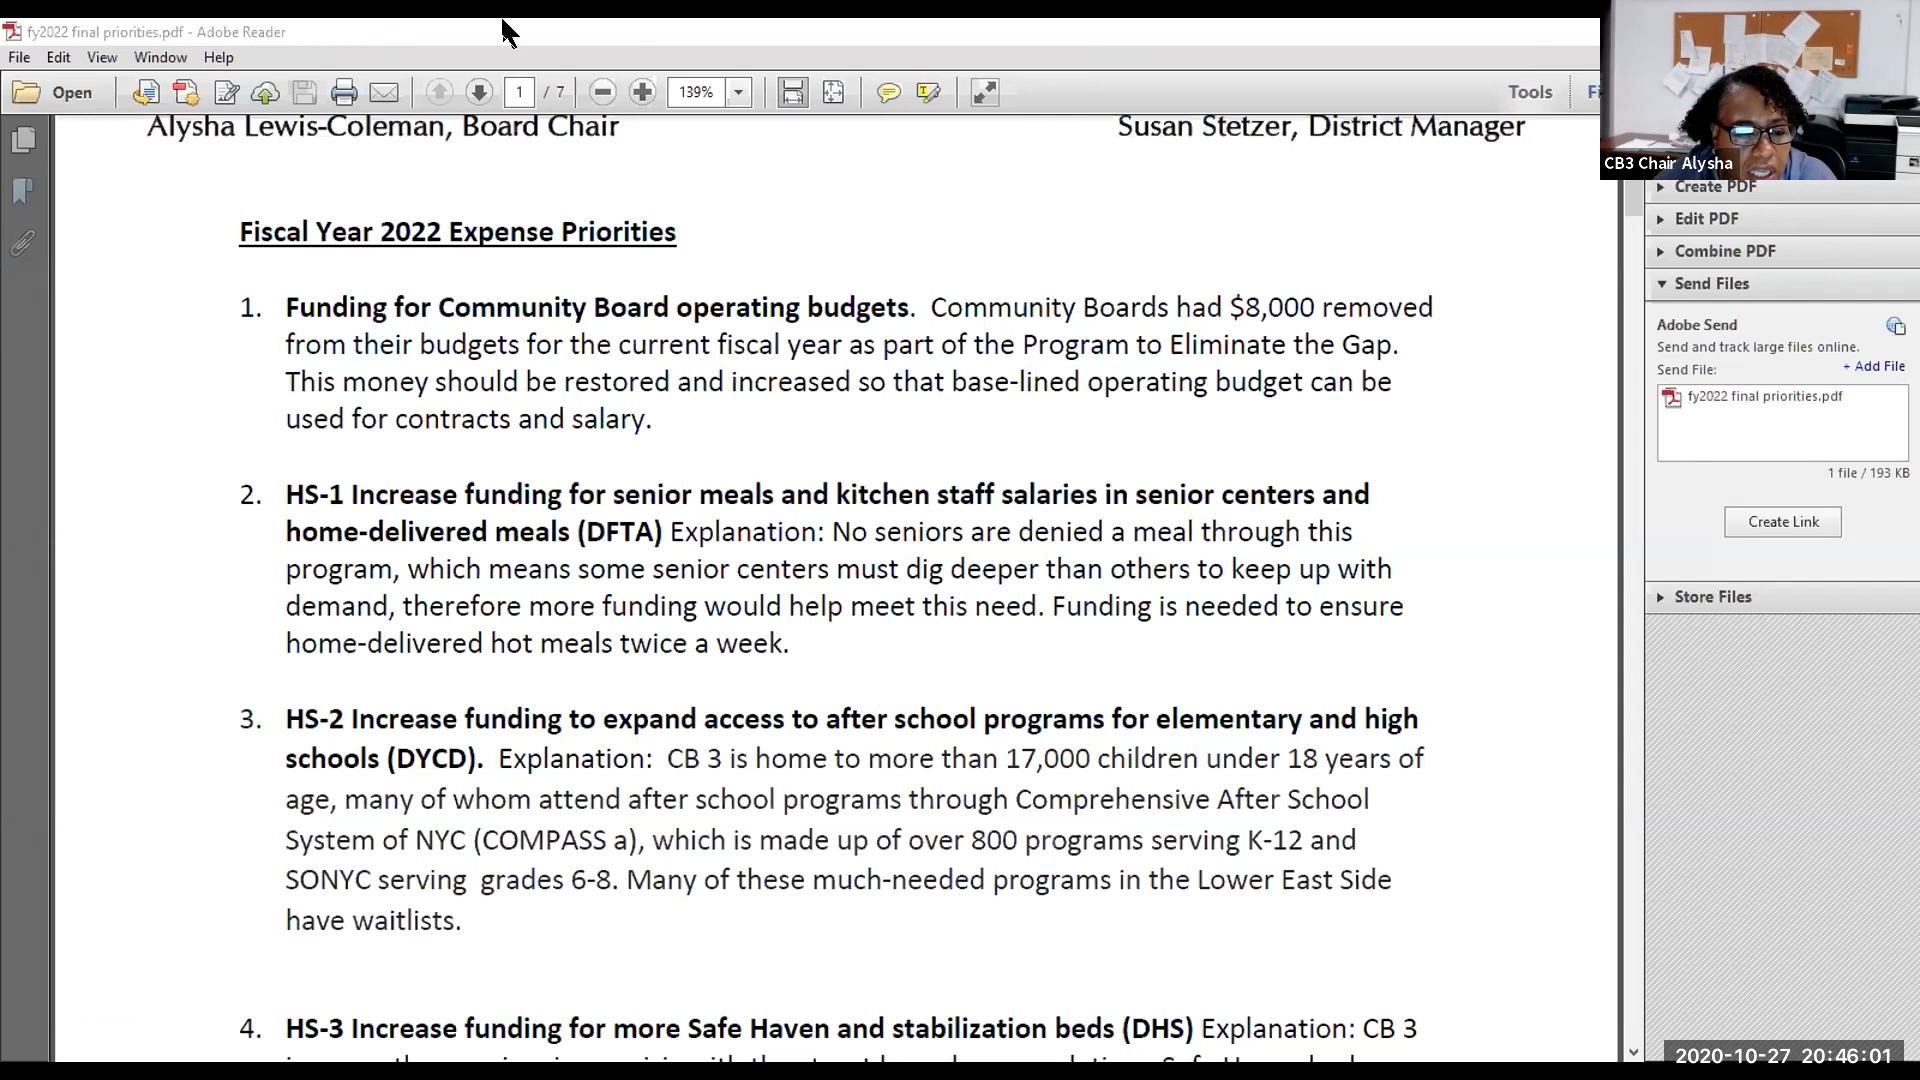 fy2022 final priorities.pdf - Adobe Reader
File Edit View Window Help
Open 1 / 7 139% Tools
Alysha Lewis-Coleman, Board Chair Susan Stetzer, District Manager
CB3 Chair Alysha
Fiscal Year 2022 Expense Priorities
1. Funding for Community Board operating budgets. Community Boards had $8,000 removed
from their budgets for the current fiscal year as part of the Program to Eliminate the Gap.
This money should be restored and increased so that base-lined operating budget can be
used for contracts and salary.
2. HS-1 Increase funding for senior meals and kitchen staff salaries in senior centers and
home-delivered meals (DFTA) Explanation: No seniors are denied a meal through this
program, which means some senior centers must dig deeper than others to keep up with
demand, therefore more funding would help meet this need. Funding is needed to ensure
home-delivered hot meals twice a week.
3. HS-2 Increase funding to expand access to after school programs for elementary and high
schools (DYCD). Explanation: CB 3 is home to more than 17,000 children under 18 years of
age, many of whom attend after school programs through Comprehensive After School
System of NYC (COMPASS a), which is made up of over 800 programs serving K-12 and
SONYC serving grades 6-8. Many of these much-needed programs in the Lower East Side
have waitlists.
4. HS-3 Increase funding for more Safe Haven and stabilization beds (DHS) Explanation: CB 3
Create PDF
Edit PDF
Combine PDF
Send Files
Adobe Send
Send and track large files online.
Send File:
+ Add File
fy2022 final priorities.pdf
1 file / 193 KB
Create Link
Store Files
2020-10-27 20:46:01